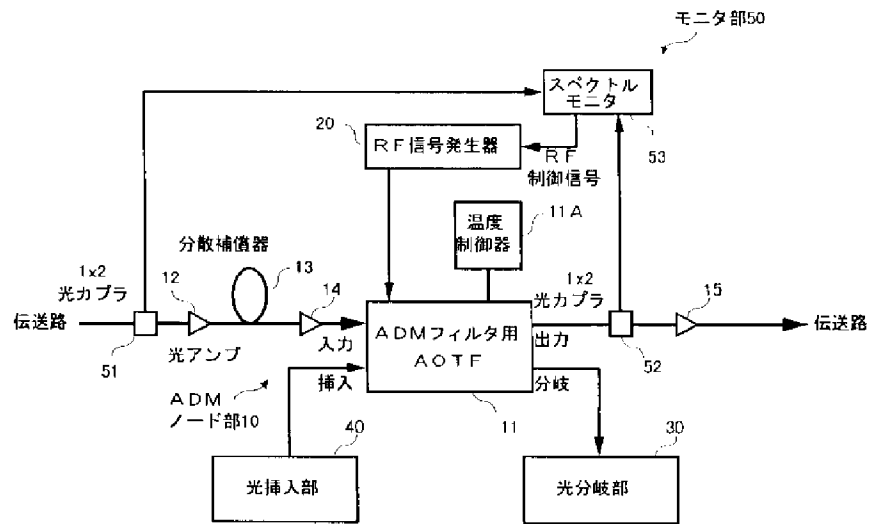 モニタ部50
スペクトル
モニタ
20
RF信号発生器
RF
制御信号
53
11A
温度
制御器
分散補償器
1x2
光カプラ
12
13
14
1x2
光カプラ
15
伝送路
51
光アンプ
入力
ADMフィルタ用
AOTF
出力
52
伝送路
挿入
分岐
ADM
ノード部10
11
40
30
光挿入部
光分岐部